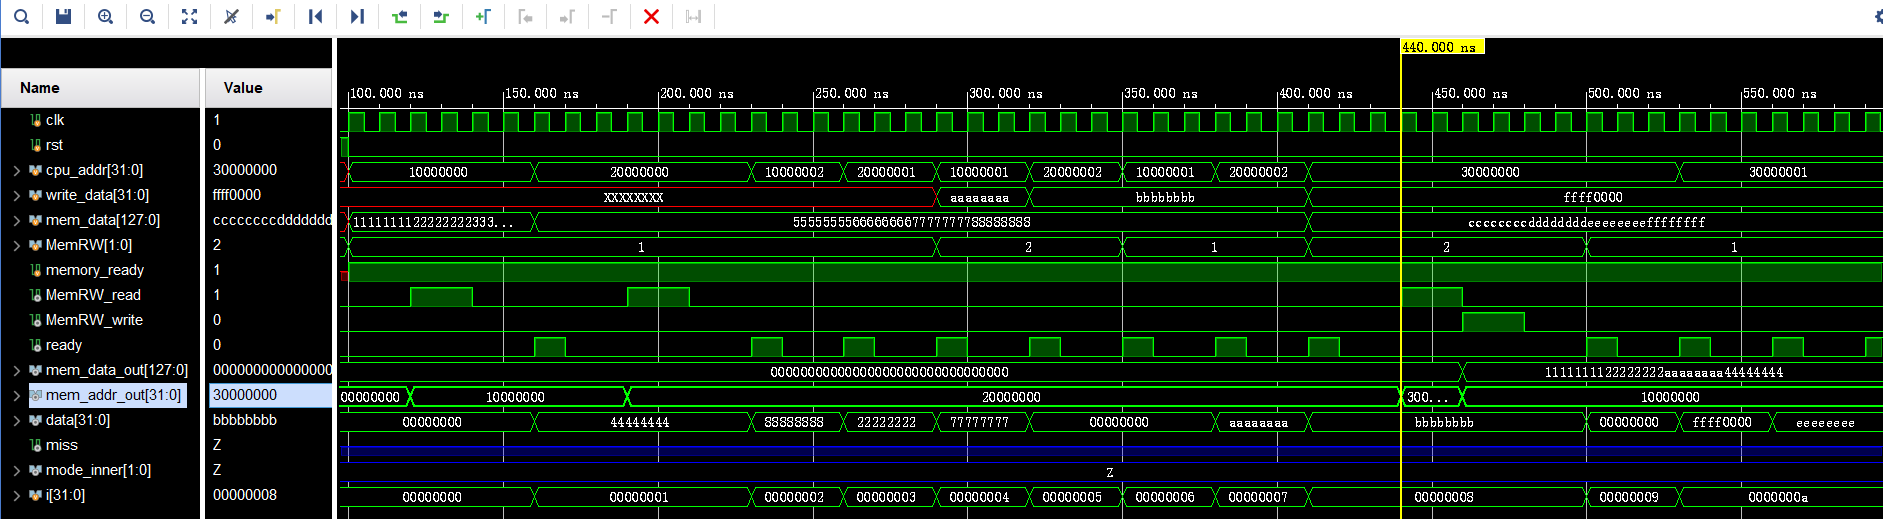 440.000 ns
Name Value
100.000 ns 150.000 ns 200.000 ns 250.000 ns 300.000 ns 350.000 ns 400.000 ns 450.000 ns 500.000 ns 550.000 ns
clk 1
rst 0
cpu_addr[31:0] 30000000 10000000 20000000 10000002 20000001 10000001 20000002 10000001 20000002 30000000 30000001
write_data[31:0] ffff0000 XXXXXXXX aaaaaaaa bbbbbbbb ffff0000
mem_data[127:0] ccccccccddddddd 1111111122222222333... 55555555666666667777777788888888 ccccccccddddddddeeeeeeeeffffffff
MemRW[1:0] 2 1 2 1 2 1
memory_ready 1
MemRW_read 1
MemRW_write 0
ready 0
mem_data_out[127:0] 000000000000000 00000000000000000000000000000000 1111111122222222aaaaaaaa44444444
mem_addr_out[31:0] 30000000 00000000 10000000 20000000 300... 10000000
data[31:0] bbbbbbbb 00000000 44444444 88888888 22222222 77777777 00000000 aaaaaaaa bbbbbbbb 00000000 ffff0000 eeeeeeee
miss Z
mode_inner[1:0] Z Z
i[31:0] 00000008 00000000 00000001 00000002 00000003 00000004 00000005 00000006 00000007 00000008 00000009 0000000a